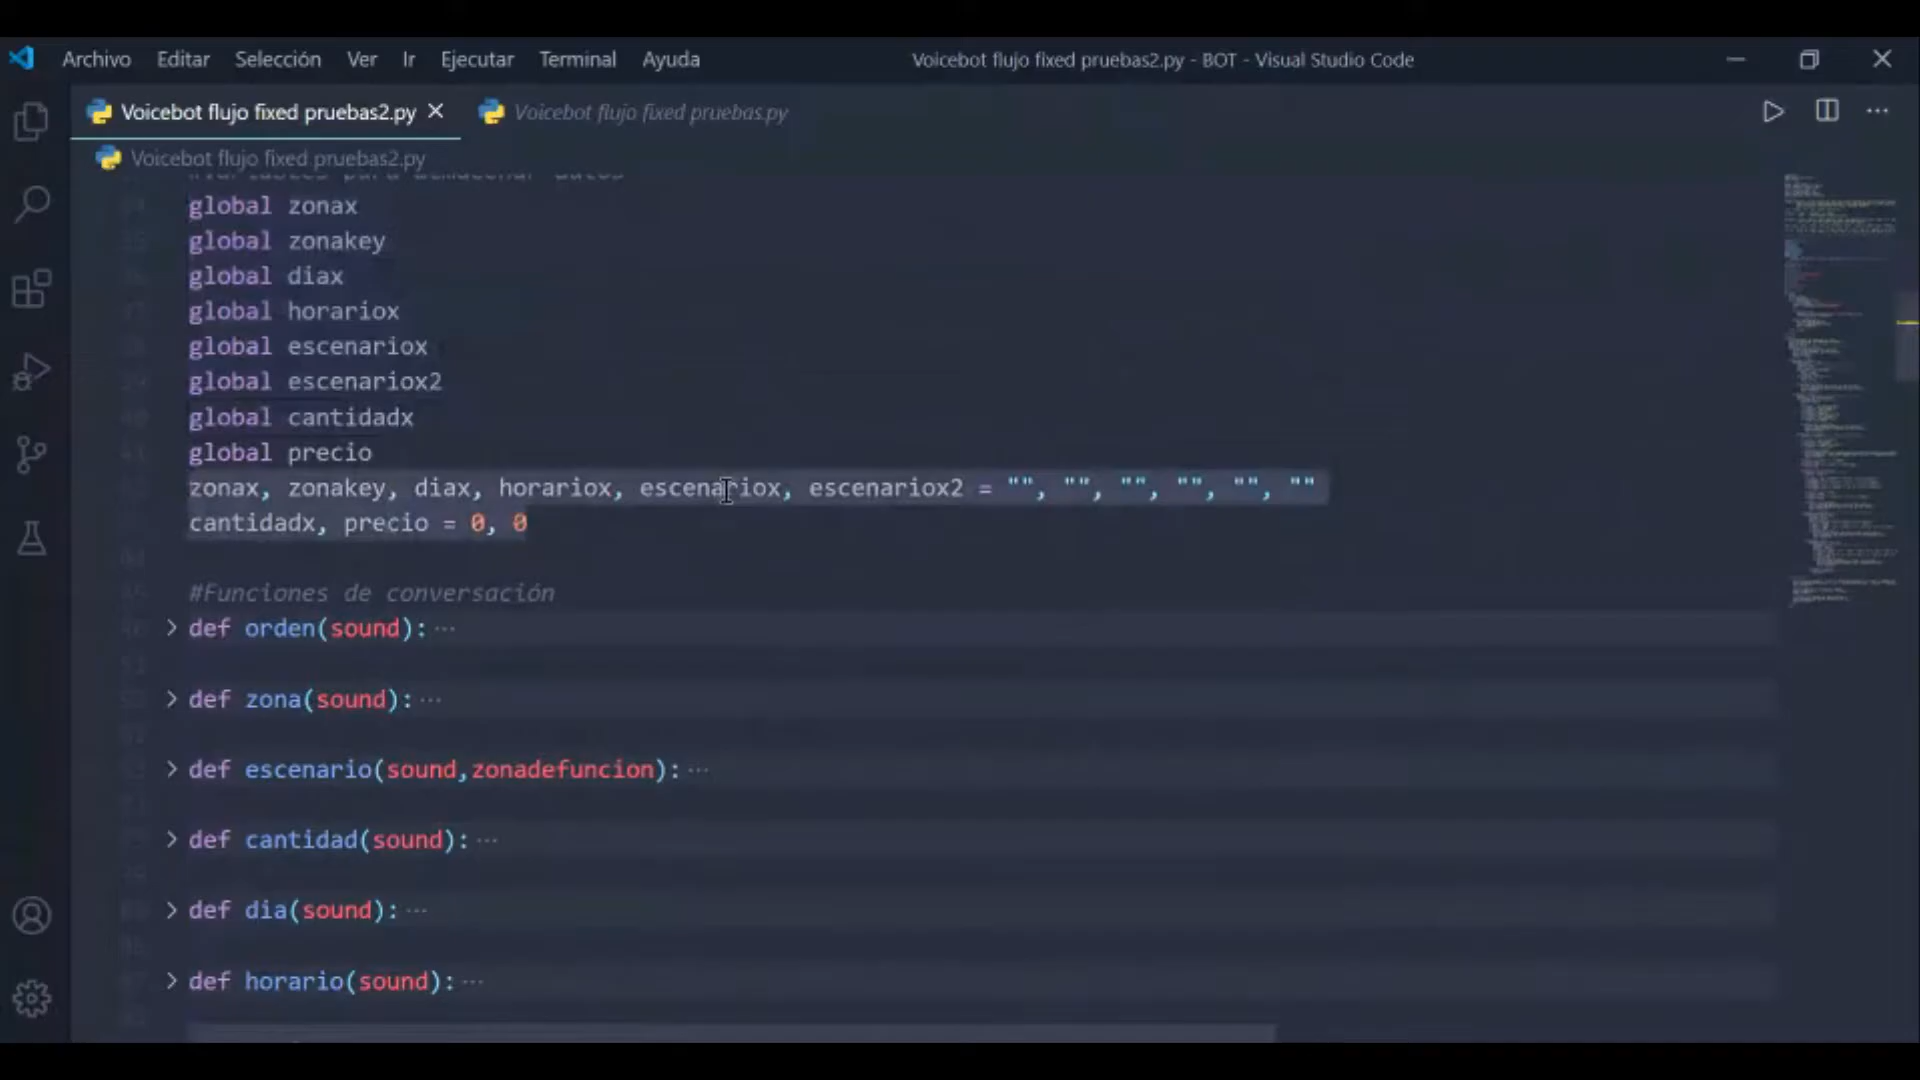 Archivo Editar Selección Ver Ir Ejecutar Terminal Ayuda Voicebot flujo fixed pruebas2.py - BOT - Visual Studio Code
Voicebot flujo fixed pruebas2.py Voicebot flujo fixed pruebas.py
Voicebot flujo fixed pruebas2.py
global zonax
global zonakey
global diax
global horariox
global escenariox
global escenariox2
global cantidadx
global precio
zonax, zonakey, diax, horariox, escenariox, escenariox2 = "", "", "", "", "", ""
cantidadx, precio = 0, 0
#Funciones de conversación
def orden(sound): ···
def zona(sound): ···
def escenario(sound,zonadefuncion): ···
def cantidad(sound): ···
def dia(sound): ···
def horario(sound): ···